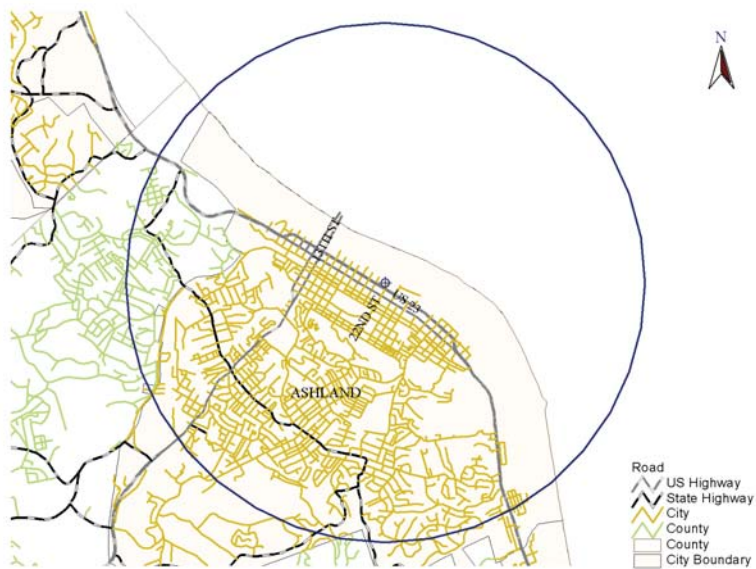 N
13TH ST
US 23
22ND ST
ASHLAND
Road
US Highway
State Highway
City
County
County
City Boundary